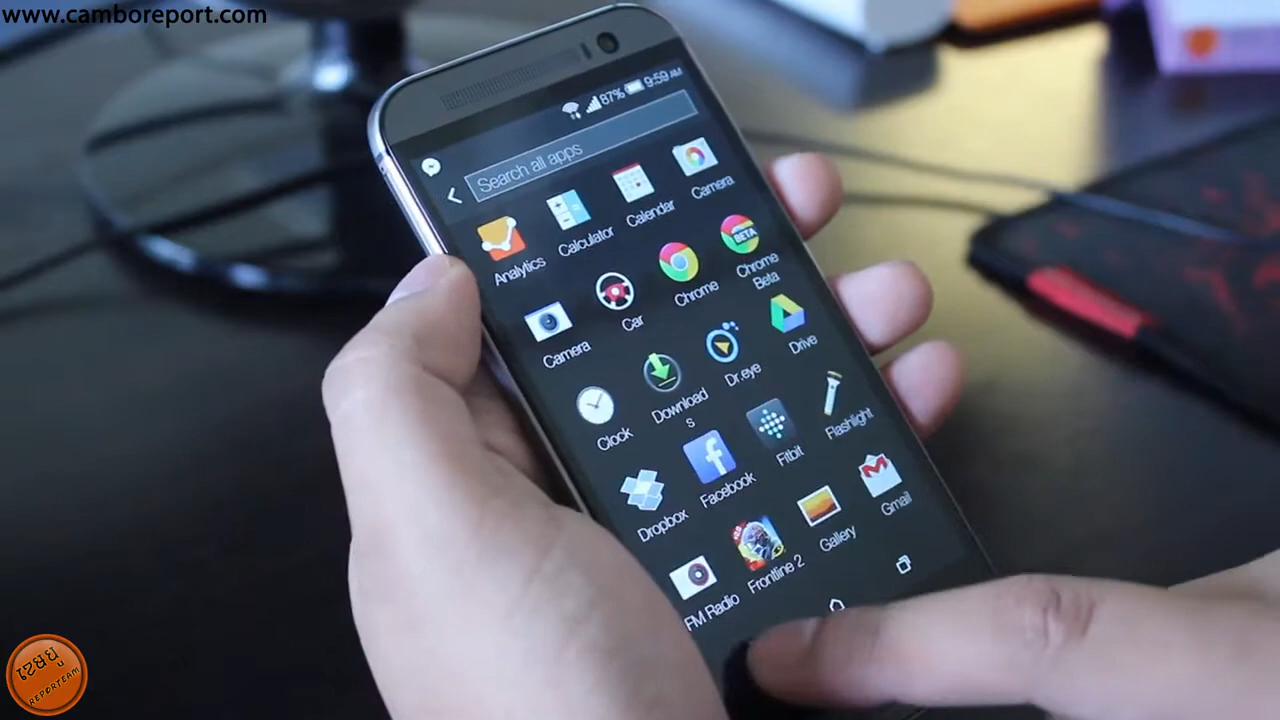 www.camboreport.com
87% 9:59 AM
Search all apps
Analytics
Calculator
Calendar
Camera
Camera
Car
Chrome
BETA
Chrome
Beta
Clock
Download
s
Dr.eye
Drive
Dropbox
Facebook
Fitbit
Flashlight
FM Radio
Frontline 2
Gallery
Gmail
REPORTEAM